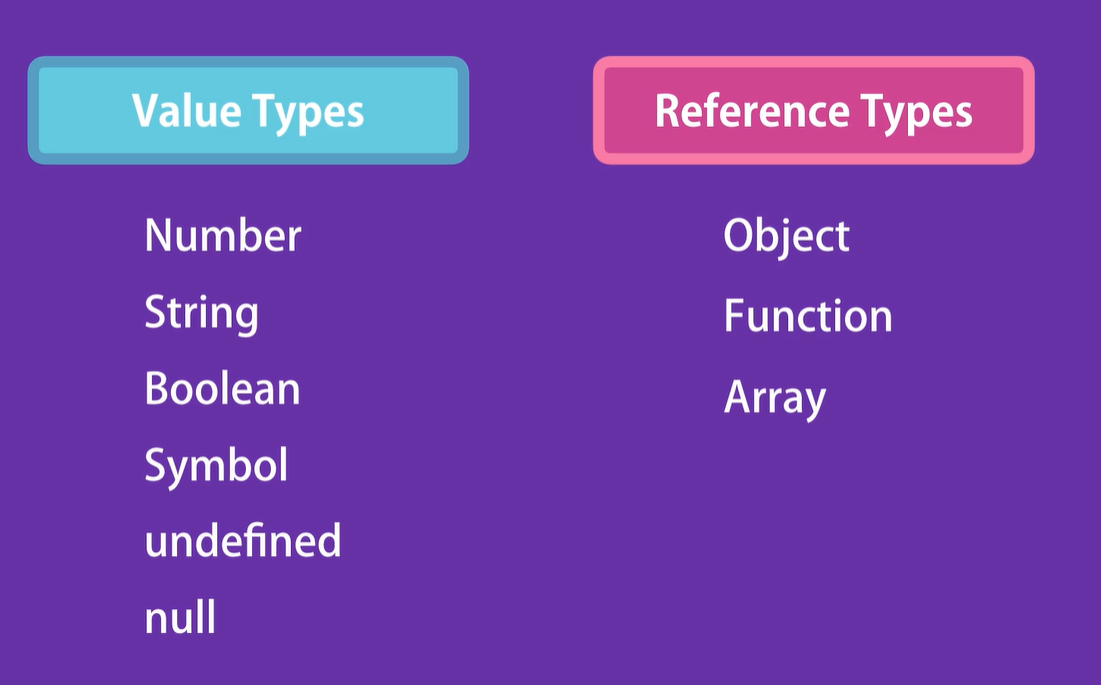 Value Types
Number
String
Boolean
Symbol
undefined
null
Reference Types
Object
Function
Array